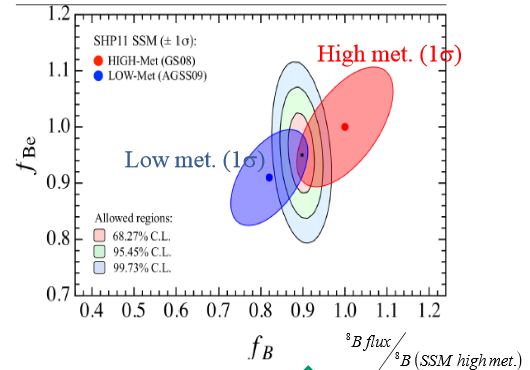 1.2
SHP11 SSM (± 1σ):
HIGH-Met (GS08)
LOW-Met (AGSS09)
High met. (1σ)
1.1
1.0
Low met. (1σ)
f Be
0.9
Allowed regions:
68.27% C.L.
95.45% C.L.
99.73% C.L.
0.8
0.7
0.4 0.5 0.6 0.7 0.8 0.9 1.0 1.1 1.2
f B
⁸B flux / ⁸B (SSM high met.)